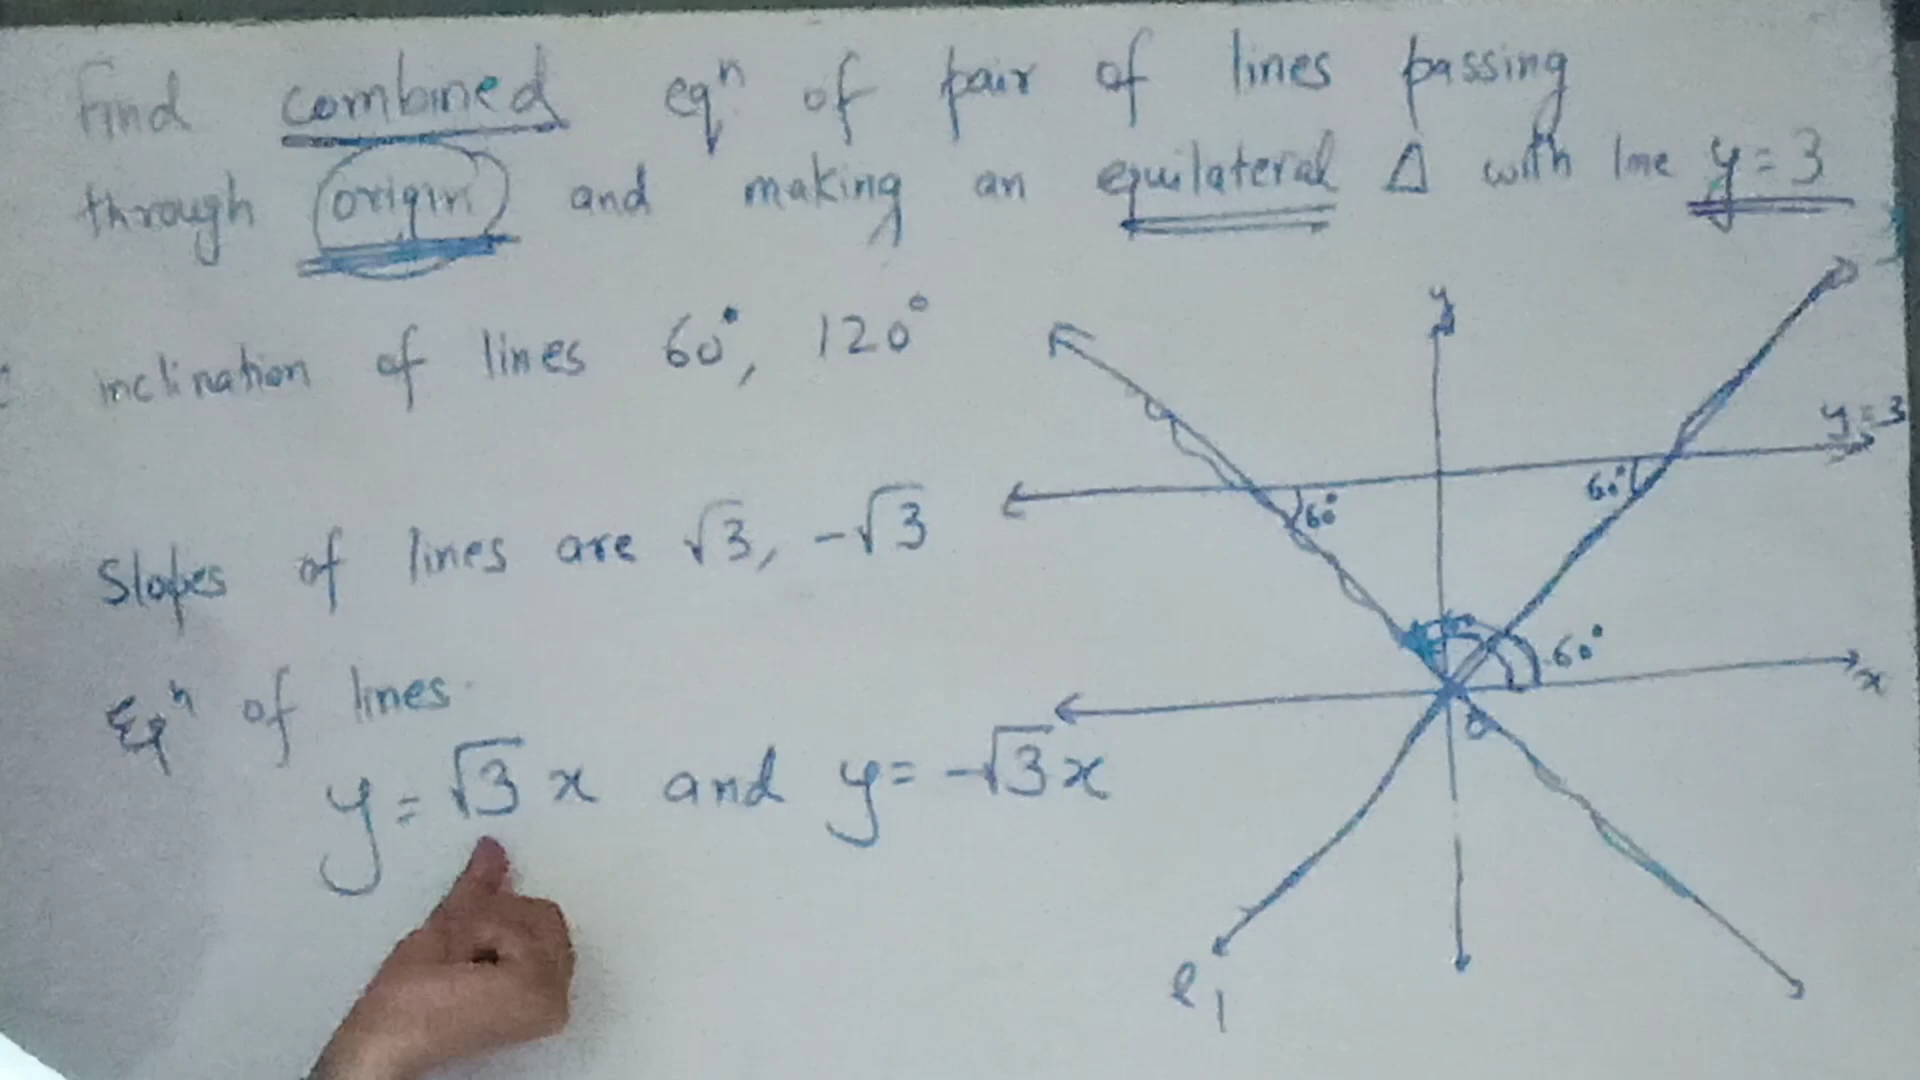 Find combined eqⁿ of pair of lines passing
through origin and making an equilateral Δ with line y = 3
inclination of lines 60°, 120°
Slopes of lines are √3, -√3
Eqⁿ of lines
y = √3 x and y = -√3 x
y
y = 3
60°
60°
60°
x
l₁